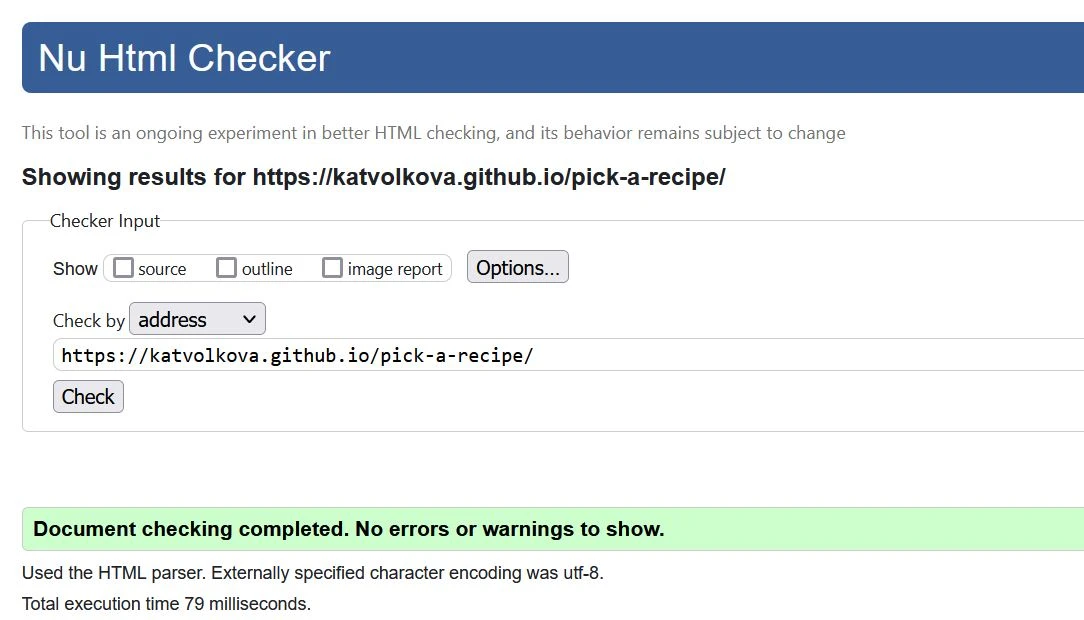 Nu Html Checker
This tool is an ongoing experiment in better HTML checking, and its behavior remains subject to change
Showing results for https://katvolkova.github.io/pick-a-recipe/
Checker Input
Show source outline image report Options...
Check by address
https://katvolkova.github.io/pick-a-recipe/
Check
Document checking completed. No errors or warnings to show.
Used the HTML parser. Externally specified character encoding was utf-8.
Total execution time 79 milliseconds.